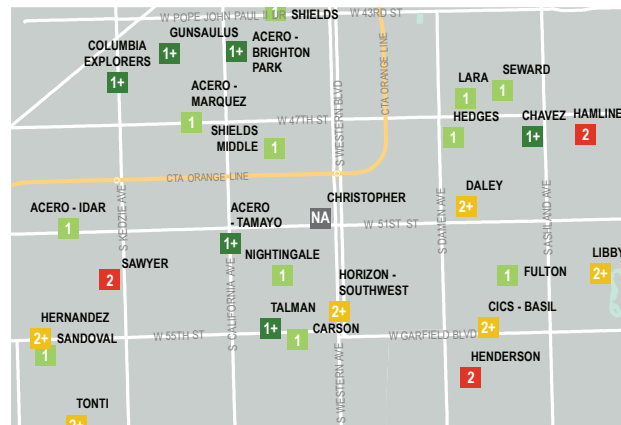 W POPE JOHN PAUL II DR
1
SHIELDS
W 43RD ST
GUNSAULUS
1+
COLUMBIA
EXPLORERS
1+
1+
ACERO -
BRIGHTON
PARK
ACERO -
MARQUEZ
1
SHIELDS
MIDDLE
1
W 47TH ST
S WESTERN BLVD
CTA ORANGE LINE
LARA
1
SEWARD
1
HEDGES
1
CHAVEZ
1+
HAMLINE
2
CTA ORANGE LINE
S KEDZIE AVE
ACERO - IDAR
1
ACERO
- TAMAYO
1+
CHRISTOPHER
NA
W 51ST ST
S DAMEN AVE
DALEY
2+
S ASHLAND AVE
SAWYER
2
S CALIFORNIA AVE
NIGHTINGALE
1
HORIZON -
SOUTHWEST
2+
FULTON
1
LIBBY
2+
HERNANDEZ
2+
SANDOVAL
1
W 55TH ST
TALMAN
1+
CARSON
1
W GARFIELD BLVD
CICS - BASIL
2+
S WESTERN AVE
HENDERSON
2
TONTI
2+